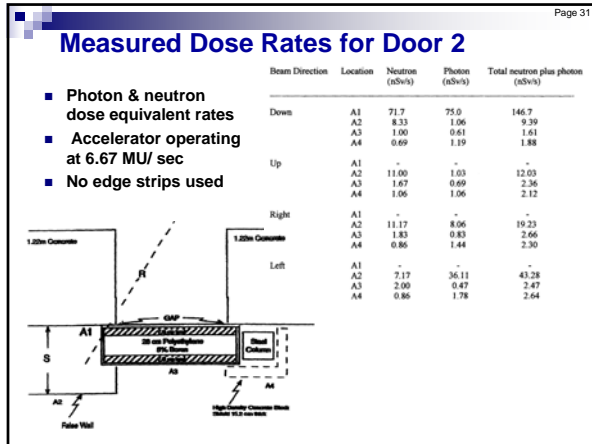 Page 31
Measured Dose Rates for Door 2
Photon & neutron
dose equivalent rates
Accelerator operating
at 6.67 MU/ sec
No edge strips used
Beam Direction Location Neutron Photon Total neutron plus photon
(nSv/s) (nSv/s) (nSv/s)
Down A1 71.7 75.0 146.7
A2 8.33 1.06 9.39
A3 1.00 0.61 1.61
A4 0.69 1.19 1.88
Up A1 - - -
A2 11.00 1.03 12.03
A3 1.67 0.69 2.36
A4 1.06 1.06 2.12
Right A1 - - -
A2 11.17 8.06 19.23
A3 1.83 0.83 2.66
A4 0.86 1.44 2.30
Left A1 - - -
A2 7.17 36.11 43.28
A3 2.00 0.47 2.47
A4 0.86 1.78 2.64
1.22m Concrete
1.22m Concrete
R
GAP
A1
S
Polyethylene
Boron
Steel
Column
A3
A4
A2
High Density Concrete Block
False Wall